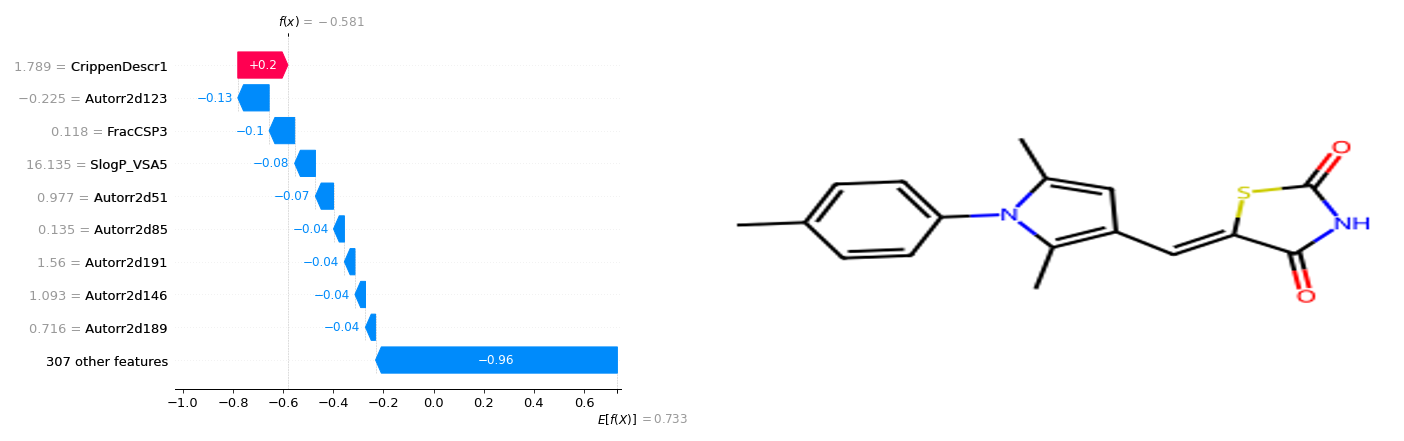 f(x) = −0.581
1.789 = CrippenDescr1
+0.2
−0.225 = Autorr2d123
−0.13
0.118 = FracCSP3
−0.1
16.135 = SlogP_VSA5
−0.08
0.977 = Autorr2d51
−0.07
0.135 = Autorr2d85
−0.04
1.56 = Autorr2d191
−0.04
1.093 = Autorr2d146
−0.04
0.716 = Autorr2d189
−0.04
307 other features
−0.96
−1.0 −0.8 −0.6 −0.4 −0.2 0.0 0.2 0.4 0.6
E[f(X)] = 0.733
O
S
N
NH
O